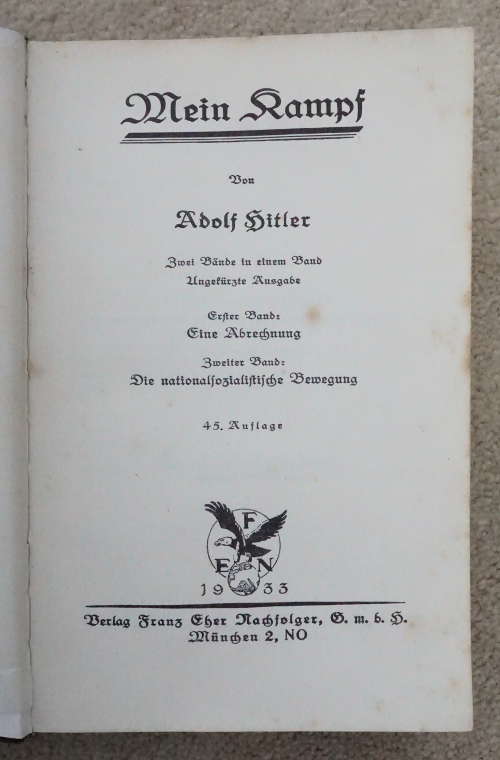 Mein Kampf
Von
Adolf Hitler
Zwei Bände in einem Band
Ungekürzte Ausgabe
Erster Band:
Eine Abrechnung
Zweiter Band:
Die nationalsozialistische Bewegung
45. Auflage
F
E N
1933
Verlag Franz Eher Nachfolger, G. m. b. H.
München 2, NO